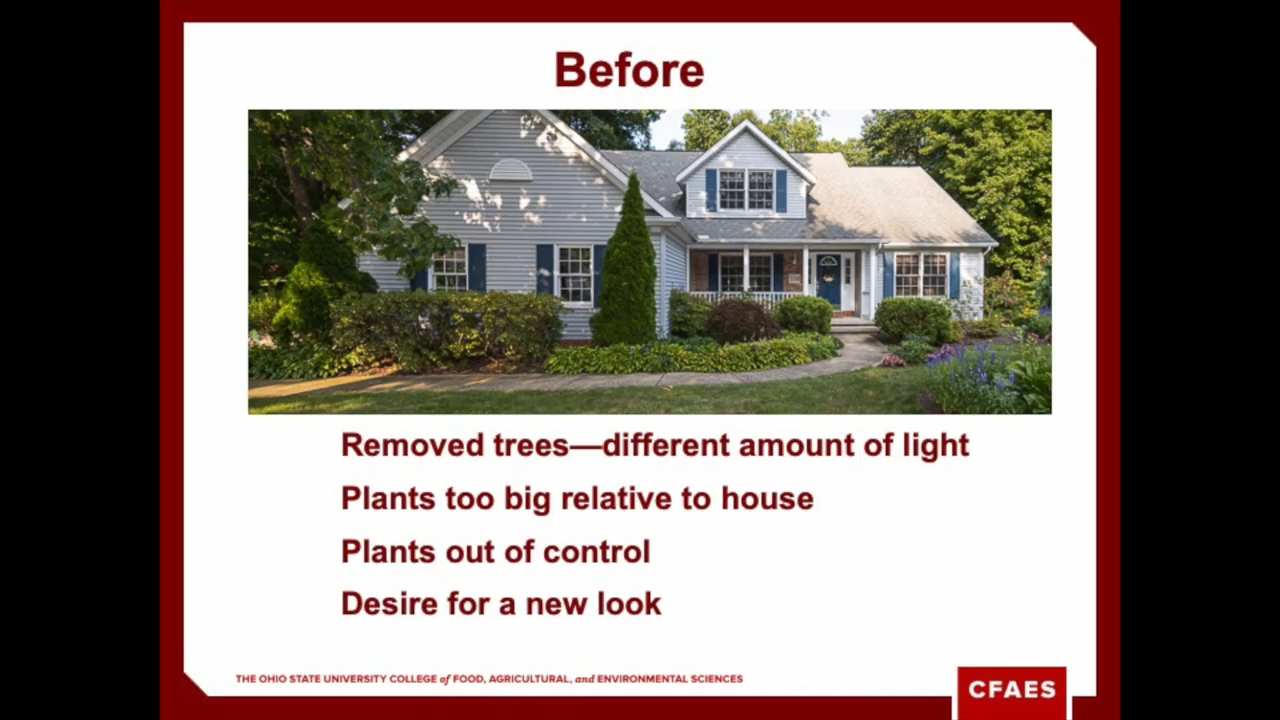 Before
Removed trees—different amount of light
Plants too big relative to house
Plants out of control
Desire for a new look
THE OHIO STATE UNIVERSITY COLLEGE of FOOD, AGRICULTURAL, and ENVIRONMENTAL SCIENCES
CFAES